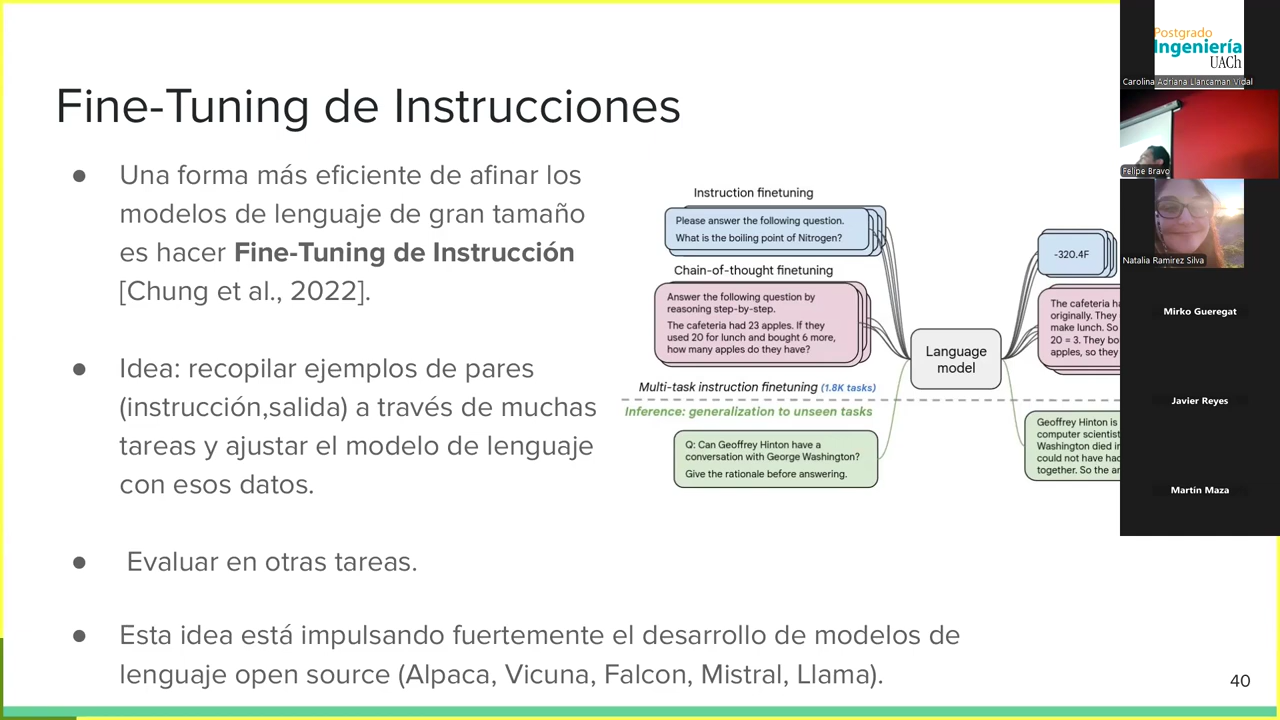 Fine-Tuning de Instrucciones
● Una forma más eficiente de afinar los
modelos de lenguaje de gran tamaño
es hacer Fine-Tuning de Instrucción
[Chung et al., 2022].
● Idea: recopilar ejemplos de pares
(instrucción,salida) a través de muchas
tareas y ajustar el modelo de lenguaje
con esos datos.
● Evaluar en otras tareas.
● Esta idea está impulsando fuertemente el desarrollo de modelos de
lenguaje open source (Alpaca, Vicuna, Falcon, Mistral, Llama).
Instruction finetuning
Please answer the following question.
What is the boiling point of Nitrogen?
Chain-of-thought finetuning
Answer the following question by
reasoning step-by-step.
The cafeteria had 23 apples. If they
used 20 for lunch and bought 6 more,
how many apples do they have?
Multi-task instruction finetuning (1.8K tasks)
Inference: generalization to unseen tasks
Q: Can Geoffrey Hinton have a
conversation with George Washington?
Give the rationale before answering.
Language
model
-320.4F
The cafeteria
originally. They
make lunch. So
20 = 3. They
apples, so they
Geoffrey Hinton is
computer
Washington died
could not have
together. So the
40
Postgrado
Ingeniería
UACh
Carolina Adriana Llancaman Vidal
Felipe Bravo
Natalia Ramirez Silva
Mirko Gueregat
Javier Reyes
Martín Maza